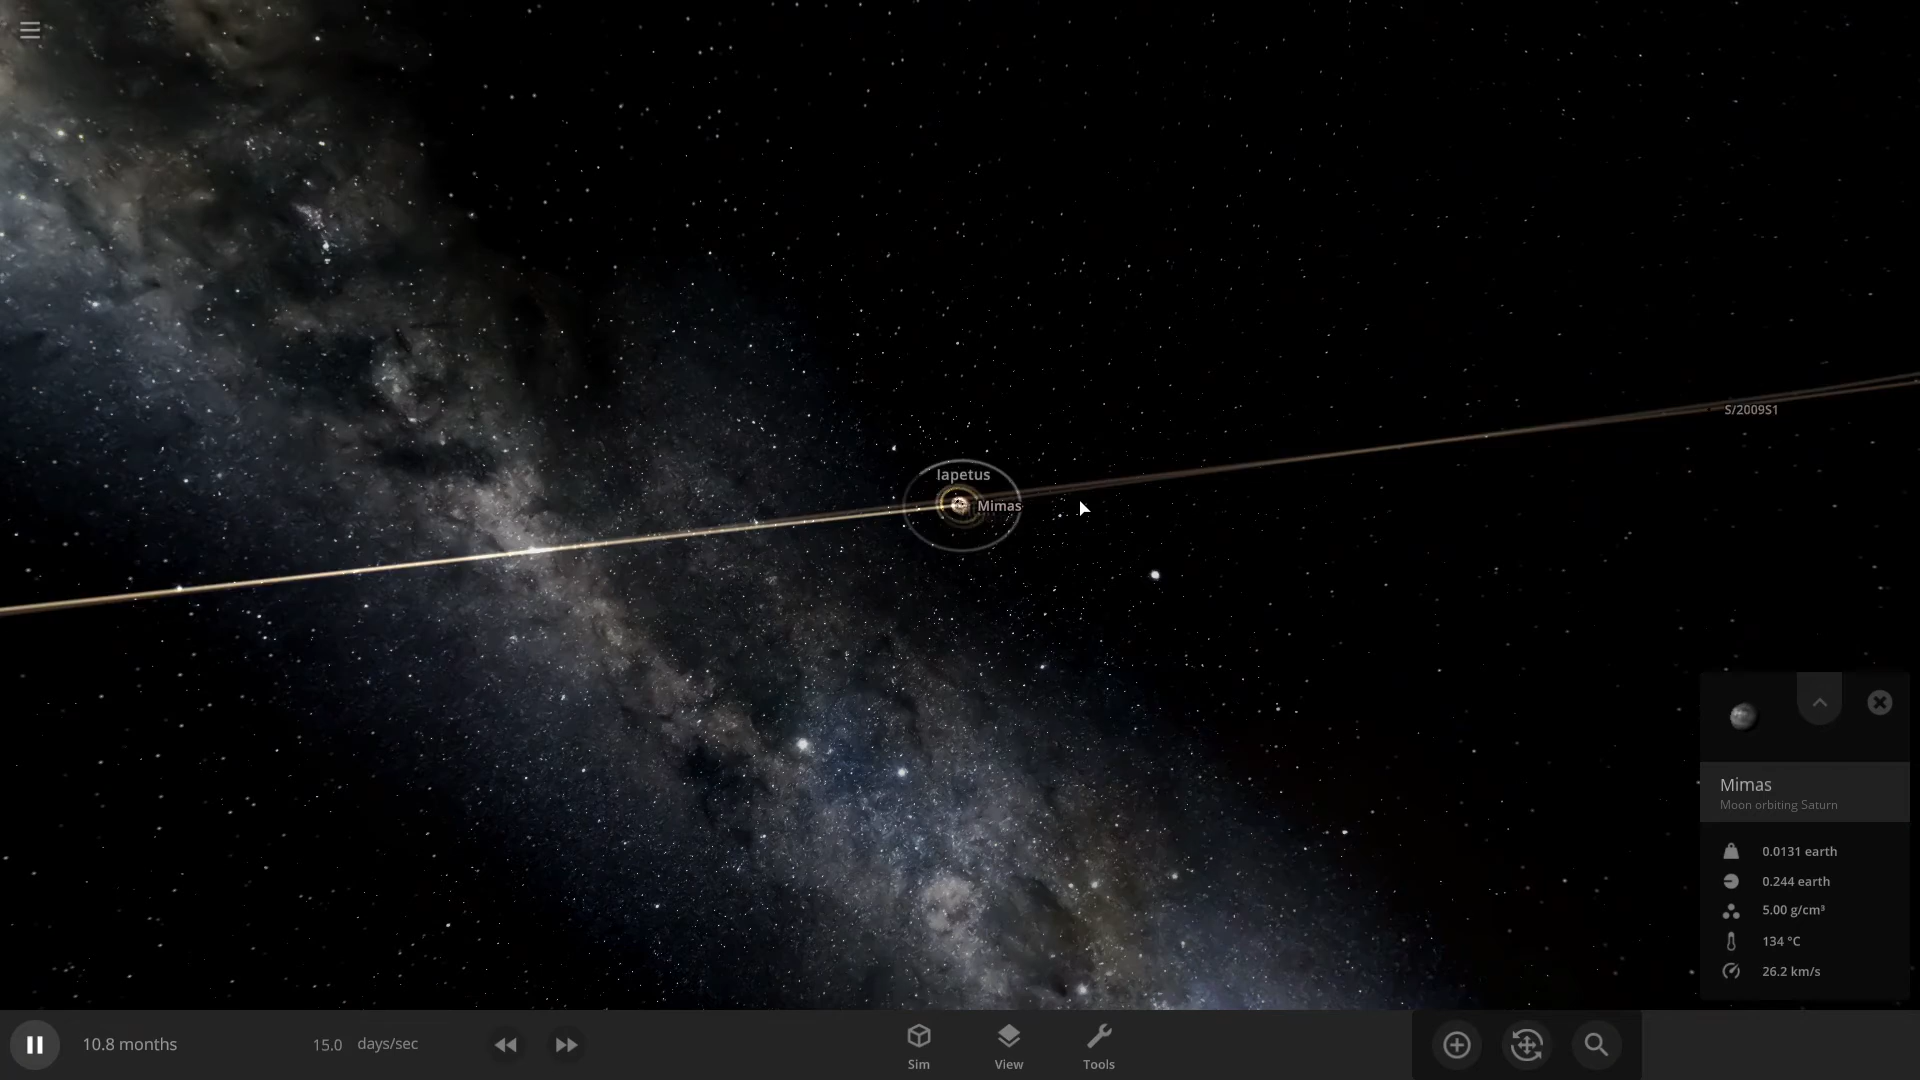 Iapetus
Mimas
S/2009S1
Mimas
Moon orbiting Saturn
0.0131 earth
0.244 earth
5.00 g/cm³
134 °C
26.2 km/s
10.8 months
15.0 days/sec
Sim
View
Tools